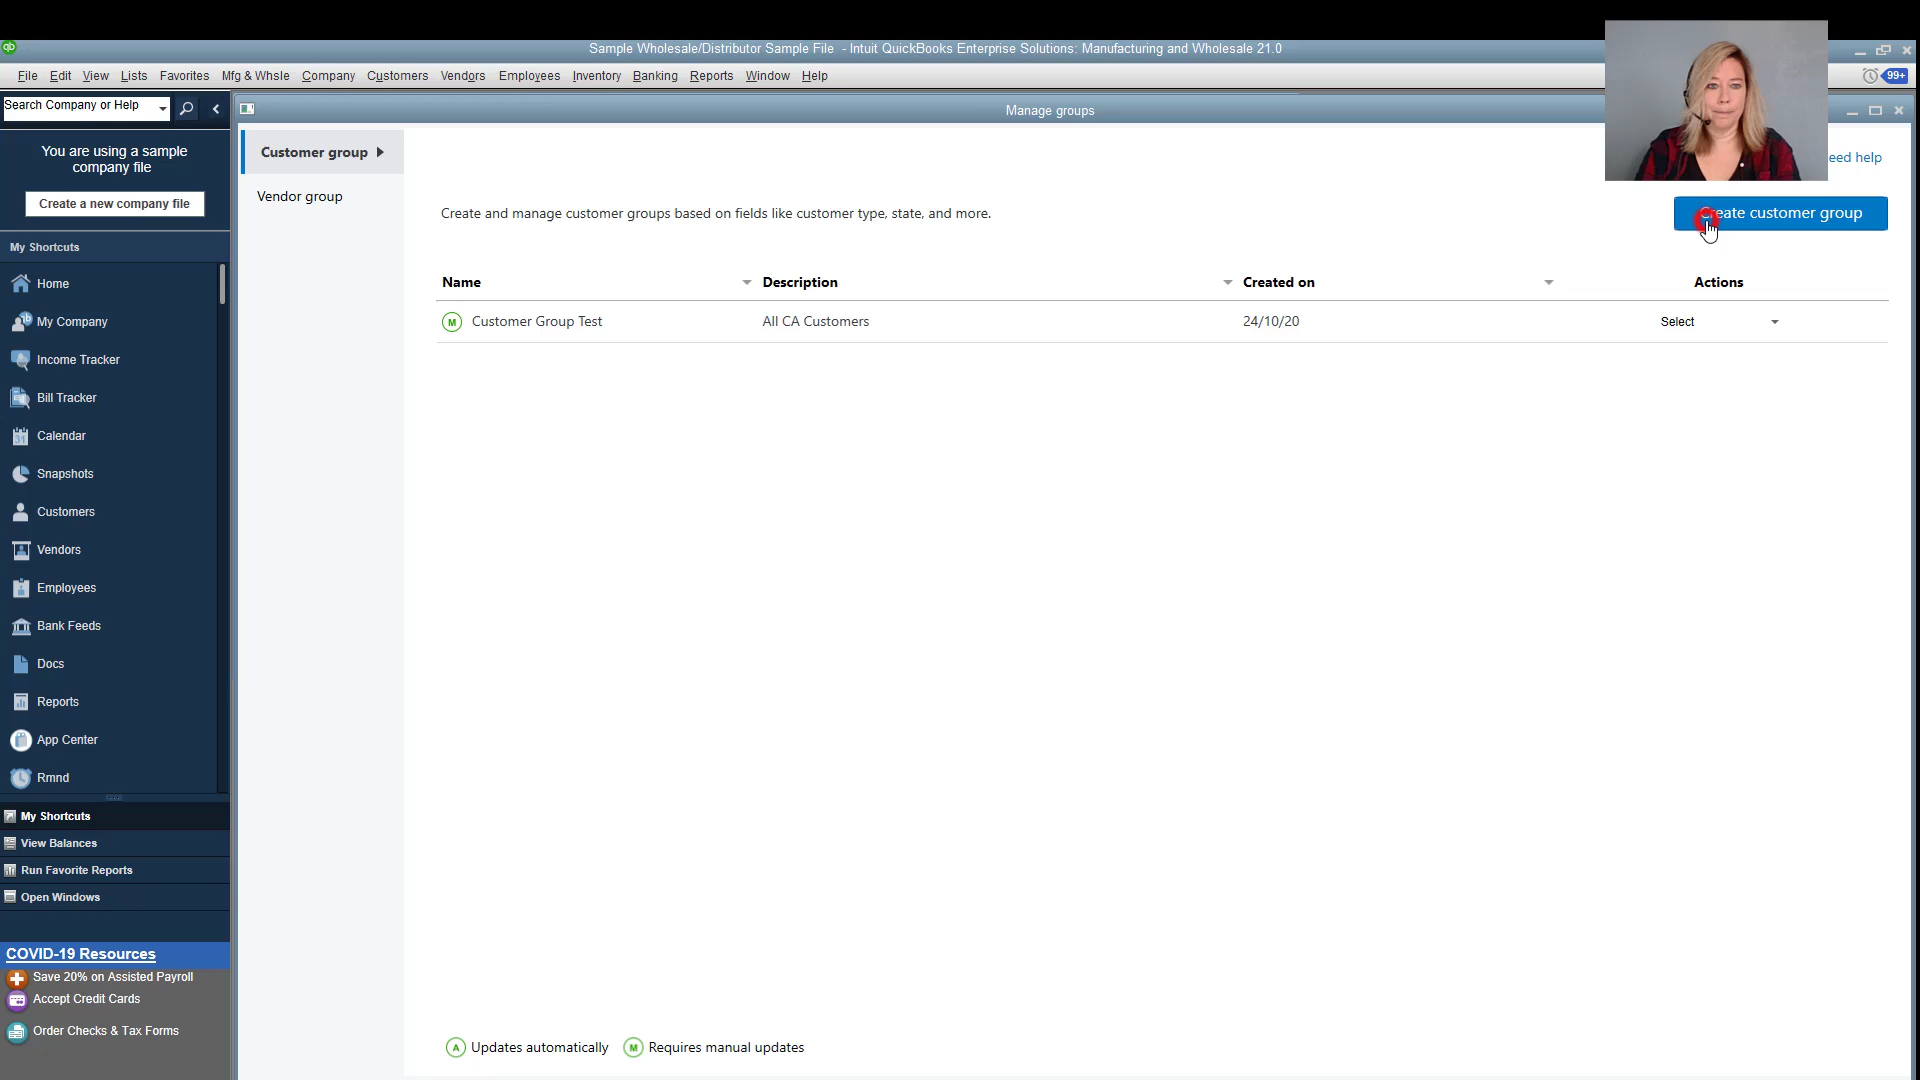 qb
Sample Wholesale/Distributor Sample File - Intuit QuickBooks Enterprise Solutions: Manufacturing and Wholesale 21.0
File Edit View Lists Favorites Mfg & Whsle Company Customers Vendors Employees Inventory Banking Reports Window Help
99+
Search Company or Help
Manage groups
You are using a sample
company file
Create a new company file
My Shortcuts
Home
My Company
Income Tracker
Bill Tracker
Calendar
Snapshots
Customers
Vendors
Employees
Bank Feeds
Docs
Reports
App Center
Rmnd
My Shortcuts
View Balances
Run Favorite Reports
Open Windows
COVID-19 Resources
Save 20% on Assisted Payroll
Accept Credit Cards
Order Checks & Tax Forms
Customer group
Vendor group
eed help
Create and manage customer groups based on fields like customer type, state, and more.
Create customer group
Name Description Created on Actions
M Customer Group Test All CA Customers 24/10/20 Select
A Updates automatically M Requires manual updates